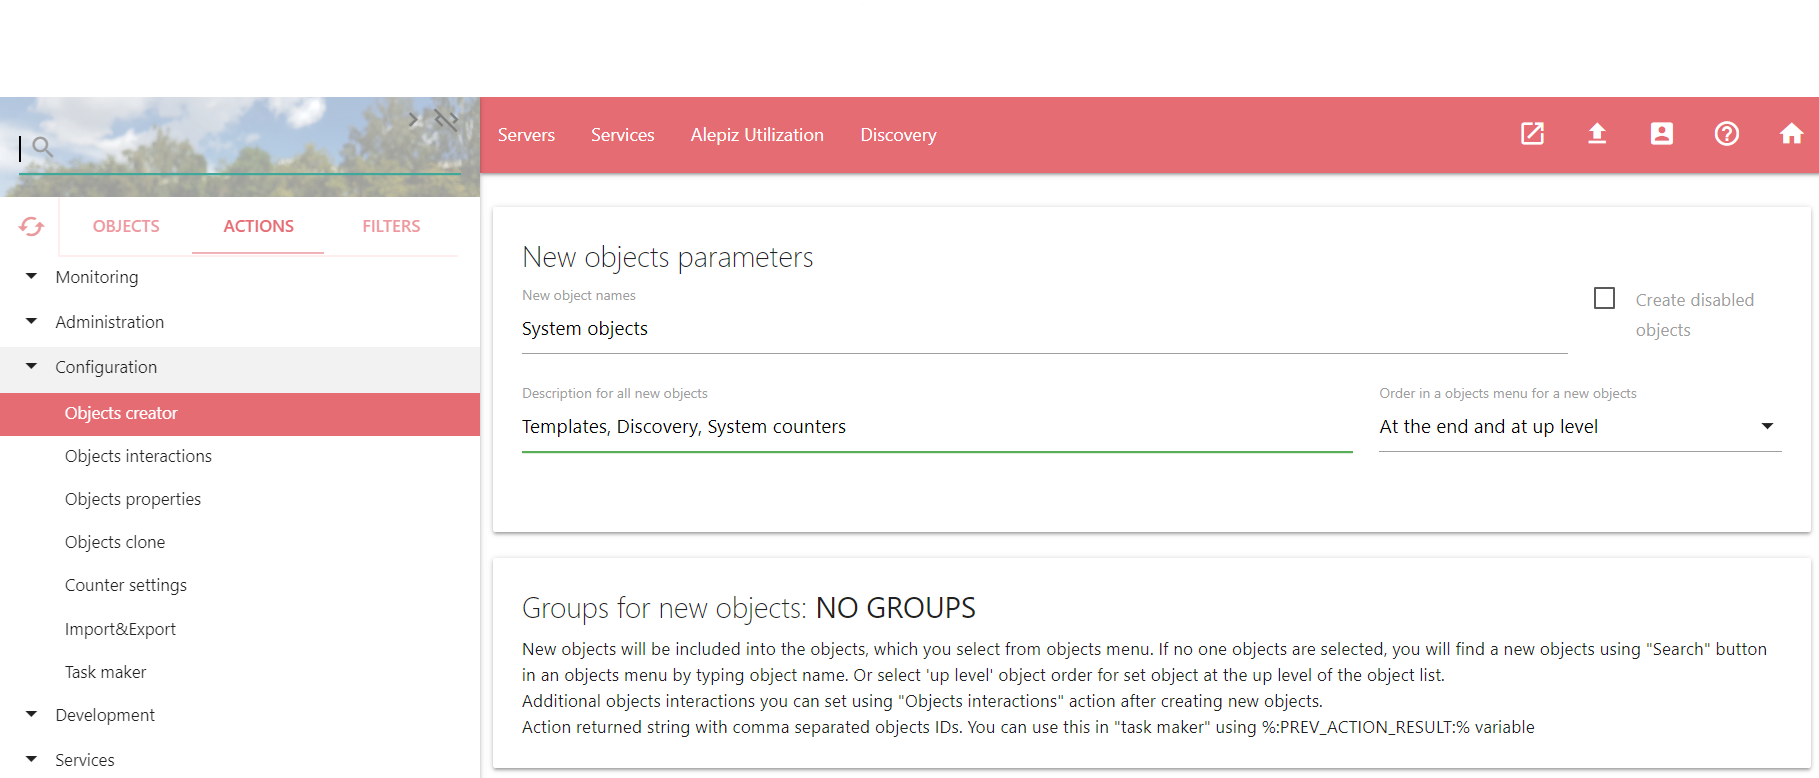 Servers Services Alepiz Utilization Discovery
OBJECTS ACTIONS FILTERS
Monitoring
Administration
Configuration
Objects creator
Objects interactions
Objects properties
Objects clone
Counter settings
Import&Export
Task maker
Development
Services
New objects parameters
New object names
System objects
Create disabled
objects
Description for all new objects
Templates, Discovery, System counters
Order in a objects menu for a new objects
At the end and at up level
Groups for new objects: NO GROUPS
New objects will be included into the objects, which you select from objects menu. If no one objects are selected, you will find a new objects using "Search" button
in an objects menu by typing object name. Or select 'up level' object order for set object at the up level of the object list.
Additional objects interactions you can set using "Objects interactions" action after creating new objects.
Action returned string with comma separated objects IDs. You can use this in "task maker" using %:PREV_ACTION_RESULT:% variable